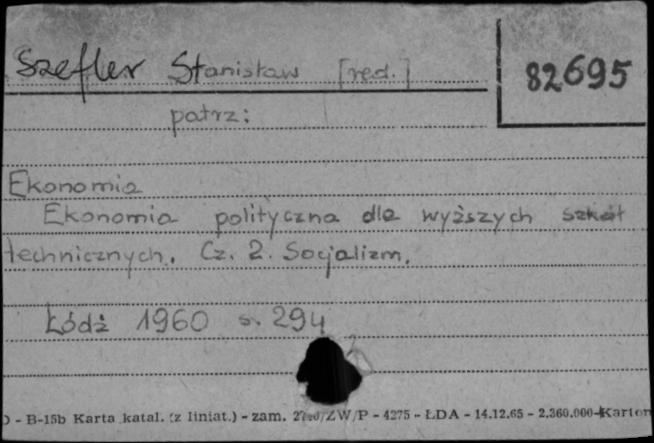 Szefler Stanisław [red.]
82695
patrz:
Ekonomia
Ekonomia polityczna dla wyższych szkół
technicznych. Cz. 2. Socjalizm.
Łódź 1960 s. 294
- B-15b Karta katal. (z liniat.) - zam. ZW/P - 4275 - ŁDA - 14.12.65 - 2.360.000 Karton